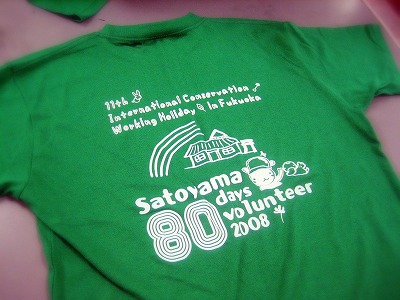 11th
International Conservation
Working Holiday in Fukuoka
Satoyama
80 days
volunteer
2008